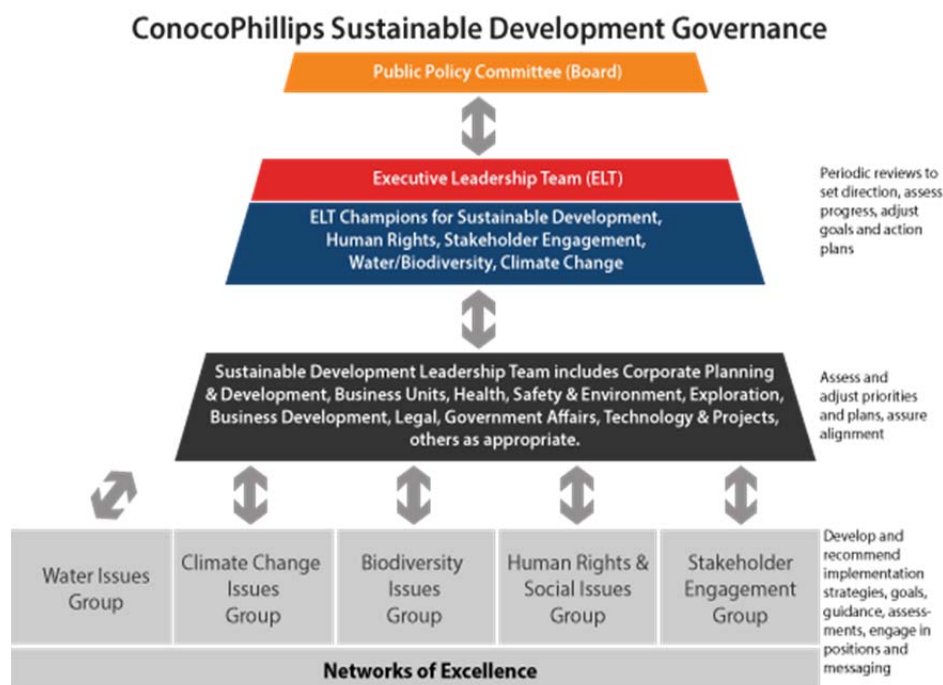 ConocoPhillips Sustainable Development Governance
Public Policy Committee (Board)
Executive Leadership Team (ELT)
ELT Champions for Sustainable Development,
Human Rights, Stakeholder Engagement,
Water/Biodiversity, Climate Change
Periodic reviews to
set direction, assess
progress, adjust
goals and action
plans
Sustainable Development Leadership Team includes Corporate Planning
& Development, Business Units, Health, Safety & Environment, Exploration,
Business Development, Legal, Government Affairs, Technology & Projects,
others as appropriate.
Assess and
adjust priorities
and plans, assure
alignment
Water Issues
Group
Climate Change
Issues
Group
Biodiversity
Issues
Group
Human Rights &
Social Issues
Group
Stakeholder
Engagement
Group
Develop and
recommend
implementation
strategies, goals,
guidance, assess-
ments, engage in
positions and
messaging
Networks of Excellence